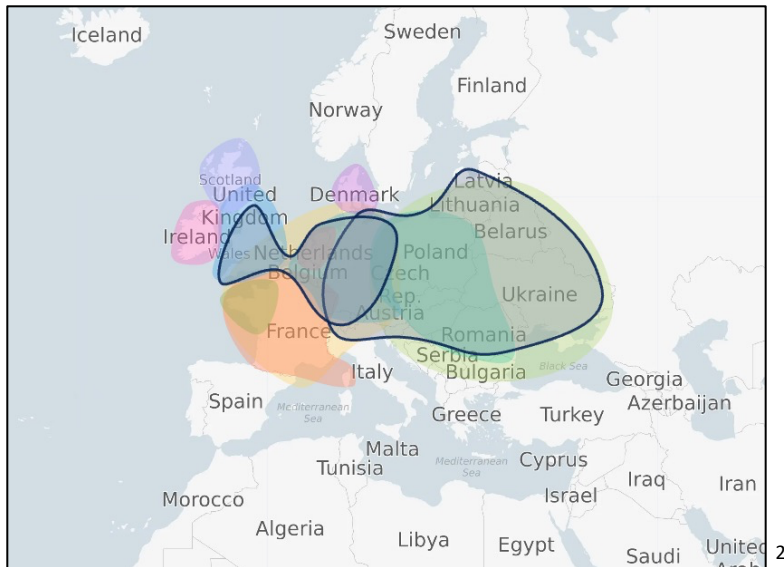 Iceland
Sweden
Finland
Norway
Scotland
United
Kingdom
Denmark
Latvia
Lithuania
Belarus
Ireland
Wales
Netherlands
Belgium
Poland
Czech
Rep.
Austria
Ukraine
France
Romania
Serbia
Bulgaria
Black Sea
Italy
Georgia
Azerbaijan
Spain
Mediterranean
Sea
Greece
Turkey
Malta
Tunisia
Mediterranean
Sea
Cyprus
Iraq
Iran
Israel
Morocco
Algeria
Libya
Egypt
Saudi
United
Arab
2